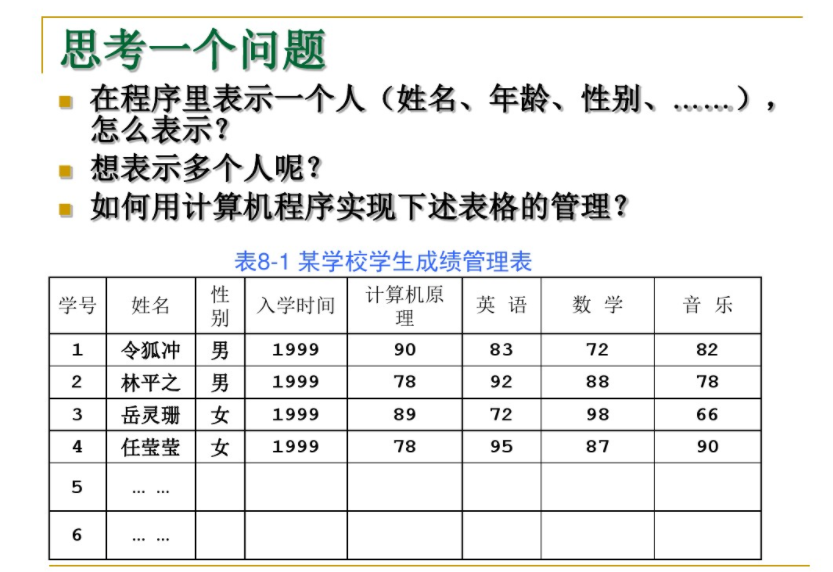 思考一个问题
在程序里表示一个人（姓名、年龄、性别、……），
怎么表示？
想表示多个人呢？
如何用计算机程序实现下述表格的管理？
表8-1 某学校学生成绩管理表
学号 姓名 性别 入学时间 计算机原理 英 语 数 学 音 乐
1 令狐冲 男 1999 90 83 72 82
2 林平之 男 1999 78 92 88 78
3 岳灵珊 女 1999 89 72 98 66
4 任莹莹 女 1999 78 95 87 90
5 … …
6 … …